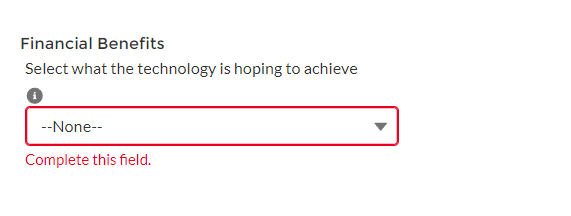 Financial Benefits
Select what the technology is hoping to achieve
i
--None--
Complete this field.